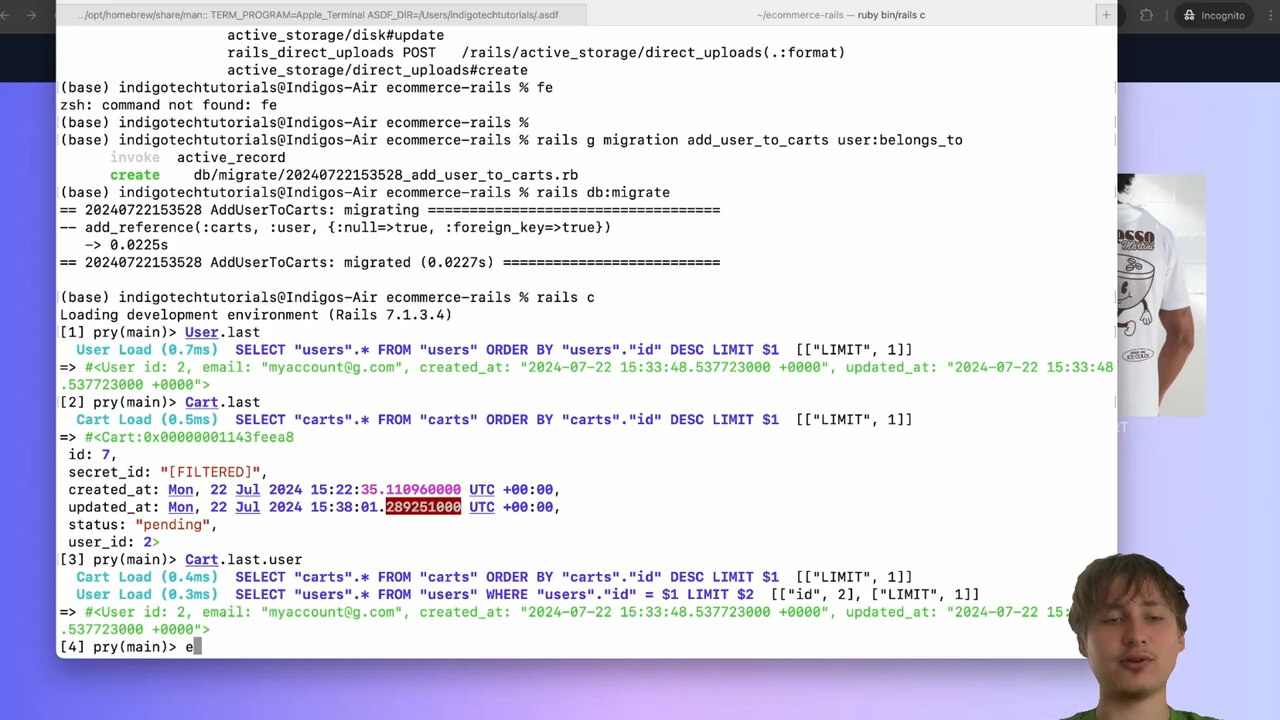 .../opt/homebrew/share/man:: TERM_PROGRAM=Apple_Terminal ASDF_DIR=/Users/indigotechtutorials/.asdf
~/ecommerce-rails — ruby bin/rails c
Incognito
active_storage/disk#update
rails_direct_uploads POST   /rails/active_storage/direct_uploads(.:format)
active_storage/direct_uploads#create
(base) indigotechtutorials@Indigos-Air ecommerce-rails % fe
zsh: command not found: fe
(base) indigotechtutorials@Indigos-Air ecommerce-rails %
(base) indigotechtutorials@Indigos-Air ecommerce-rails % rails g migration add_user_to_carts user:belongs_to
invoke  active_record
create    db/migrate/20240722153528_add_user_to_carts.rb
(base) indigotechtutorials@Indigos-Air ecommerce-rails % rails db:migrate
== 20240722153528 AddUserToCarts: migrating ===================================
-- add_reference(:carts, :user, {:null=>true, :foreign_key=>true})
-> 0.0225s
== 20240722153528 AddUserToCarts: migrated (0.0227s) ==========================
(base) indigotechtutorials@Indigos-Air ecommerce-rails % rails c
Loading development environment (Rails 7.1.3.4)
[1] pry(main)> User.last
User Load (0.7ms)  SELECT "users".* FROM "users" ORDER BY "users"."id" DESC LIMIT $1  [["LIMIT", 1]]
=> #<User id: 2, email: "myaccount@g.com", created_at: "2024-07-22 15:33:48.537723000 +0000", updated_at: "2024-07-22 15:33:48
.537723000 +0000">
[2] pry(main)> Cart.last
Cart Load (0.5ms)  SELECT "carts".* FROM "carts" ORDER BY "carts"."id" DESC LIMIT $1  [["LIMIT", 1]]
=> #<Cart:0x00000001143feea8
id: 7,
secret_id: "[FILTERED]",
created_at: Mon, 22 Jul 2024 15:22:35.110960000 UTC +00:00,
updated_at: Mon, 22 Jul 2024 15:38:01.289251000 UTC +00:00,
status: "pending",
user_id: 2>
[3] pry(main)> Cart.last.user
Cart Load (0.4ms)  SELECT "carts".* FROM "carts" ORDER BY "carts"."id" DESC LIMIT $1  [["LIMIT", 1]]
User Load (0.3ms)  SELECT "users".* FROM "users" WHERE "users"."id" = $1 LIMIT $2  [["id", 2], ["LIMIT", 1]]
=> #<User id: 2, email: "myaccount@g.com", created_at: "2024-07-22 15:33:48.537723000 +0000", updated_at: "2024-07-22 15:33
.537723000 +0000">
[4] pry(main)> e